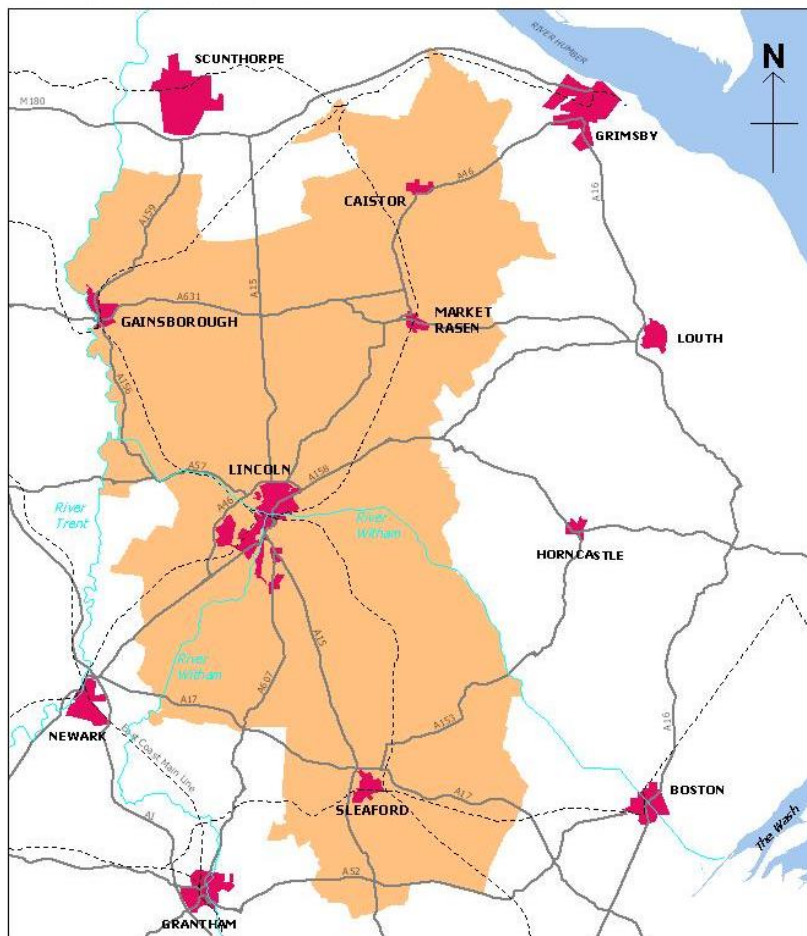 SCUNTHORPE
RIVER HUMBER
N
M180
GRIMSBY
A46
CAISTOR
A16
A159
A15
A631
MARKET
RASEN
GAINSBOROUGH
LOUTH
A156
A57
LINCOLN
A158
A46
River
Trent
River
Witham
HORNCASTLE
A15
River
Witham
A607
A17
A153
A16
NEWARK
East Coast Main Line
SLEAFORD
A17
BOSTON
A1
The Wash
A52
GRANTHAM